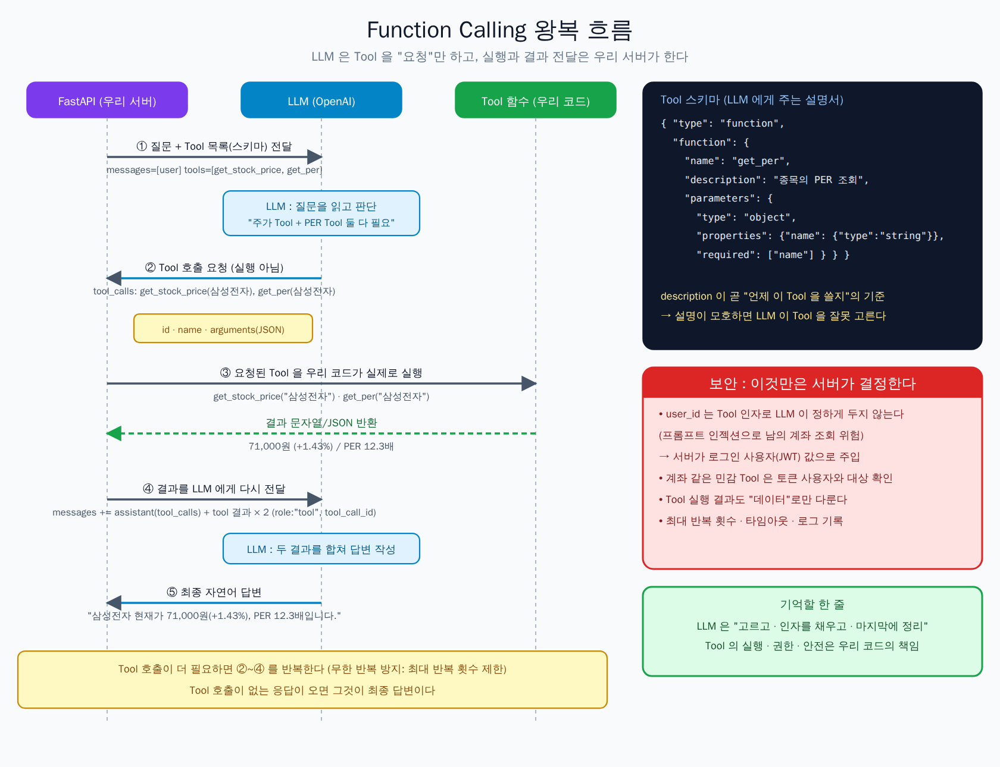 Function Calling 왕복 흐름
LLM 은 Tool 을 "요청"만 하고, 실행과 결과 전달은 우리 서버가 한다
FastAPI (우리 서버)
LLM (OpenAI)
Tool 함수 (우리 코드)
① 질문 + Tool 목록(스키마) 전달
messages=[user] tools=[get_stock_price, get_per]
LLM : 질문을 읽고 판단
"주가 Tool + PER Tool 둘 다 필요"
② Tool 호출 요청 (실행 아님)
tool_calls: get_stock_price(삼성전자), get_per(삼성전자)
id · name · arguments(JSON)
③ 요청된 Tool 을 우리 코드가 실제로 실행
get_stock_price("삼성전자") · get_per("삼성전자")
결과 문자열/JSON 반환
71,000원 (+1.43%) / PER 12.3배
④ 결과를 LLM 에게 다시 전달
messages += assistant(tool_calls) + tool 결과 × 2 (role:"tool", tool_call_id)
LLM : 두 결과를 합쳐 답변 작성
⑤ 최종 자연어 답변
"삼성전자 현재가 71,000원(+1.43%), PER 12.3배입니다."
Tool 호출이 더 필요하면 ②~④ 를 반복한다 (무한 반복 방지: 최대 반복 횟수 제한)
Tool 호출이 없는 응답이 오면 그것이 최종 답변이다
Tool 스키마 (LLM 에게 주는 설명서)
{ "type": "function",
"function": {
"name": "get_per",
"description": "종목의 PER 조회",
"parameters": {
"type": "object",
"properties": {"name": {"type":"string"}},
"required": ["name"] } } }
description 이 곧 "언제 이 Tool 을 쓸지"의 기준
→ 설명이 모호하면 LLM 이 Tool 을 잘못 고른다
보안 : 이것만은 서버가 결정한다
• user_id 는 Tool 인자로 LLM 이 정하게 두지 않는다
(프롬프트 인젝션으로 남의 계좌 조회 위험)
→ 서버가 로그인 사용자(JWT) 값으로 주입
• 계좌 같은 민감 Tool 은 토큰 사용자와 대상 확인
• Tool 실행 결과도 "데이터"로만 다룬다
• 최대 반복 횟수 · 타임아웃 · 로그 기록
기억할 한 줄
LLM 은 "고르고 · 인자를 채우고 · 마지막에 정리"
Tool 의 실행 · 권한 · 안전은 우리 코드의 책임